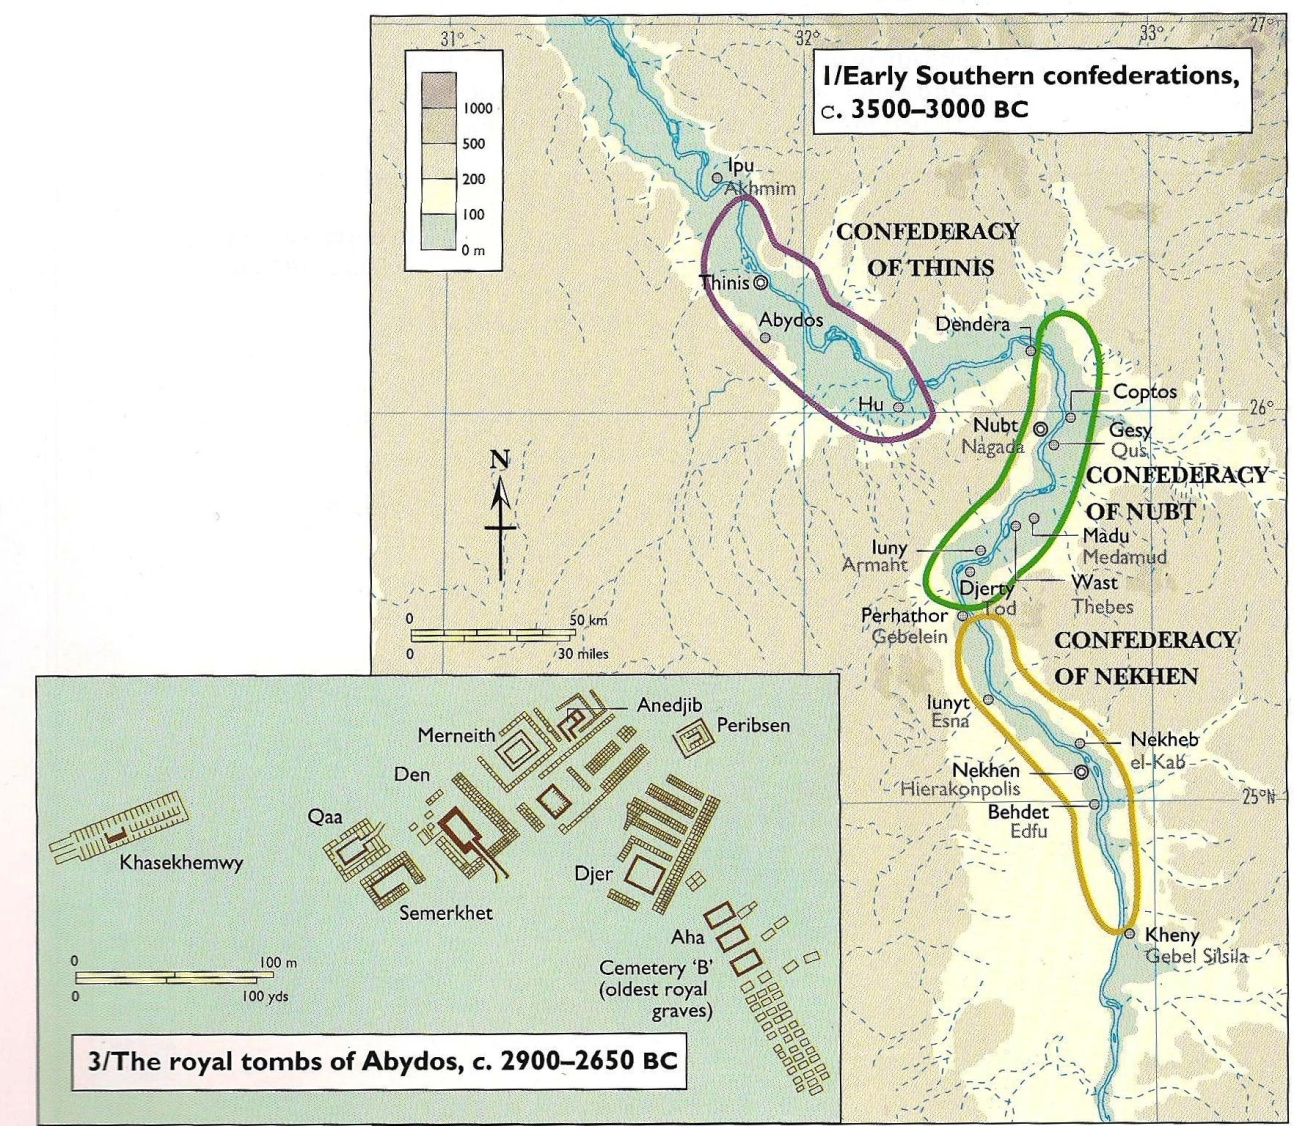 31°
32°
33°
27°
1/Early Southern confederations,
c. 3500–3000 BC
1000
500
200
100
0 m
Ipu
Akhmim
CONFEDERACY
OF THINIS
Thinis
Abydos
Hu
Dendera
Coptos
26°
Nubt
Nagada
Gesy
Qus
CONFEDERACY
OF NUBT
Madu
Medamud
Iuny
Armaht
Djerty
Tod
Wast
Thebes
N
0 50 km
0 30 miles
Perhathor
Gebelein
CONFEDERACY
OF NEKHEN
Iunyt
Esna
Nekheb
el-Kab
Nekhen
Hierakonpolis
25°N
Behdet
Edfu
Kheny
Gebel Silsila
Anedjib
Merneith
Peribsen
Den
Qaa
Khasekhemwy
Semerkhet
Djer
Aha
Cemetery 'B'
(oldest royal
graves)
0 100 m
0 100 yds
3/The royal tombs of Abydos, c. 2900–2650 BC